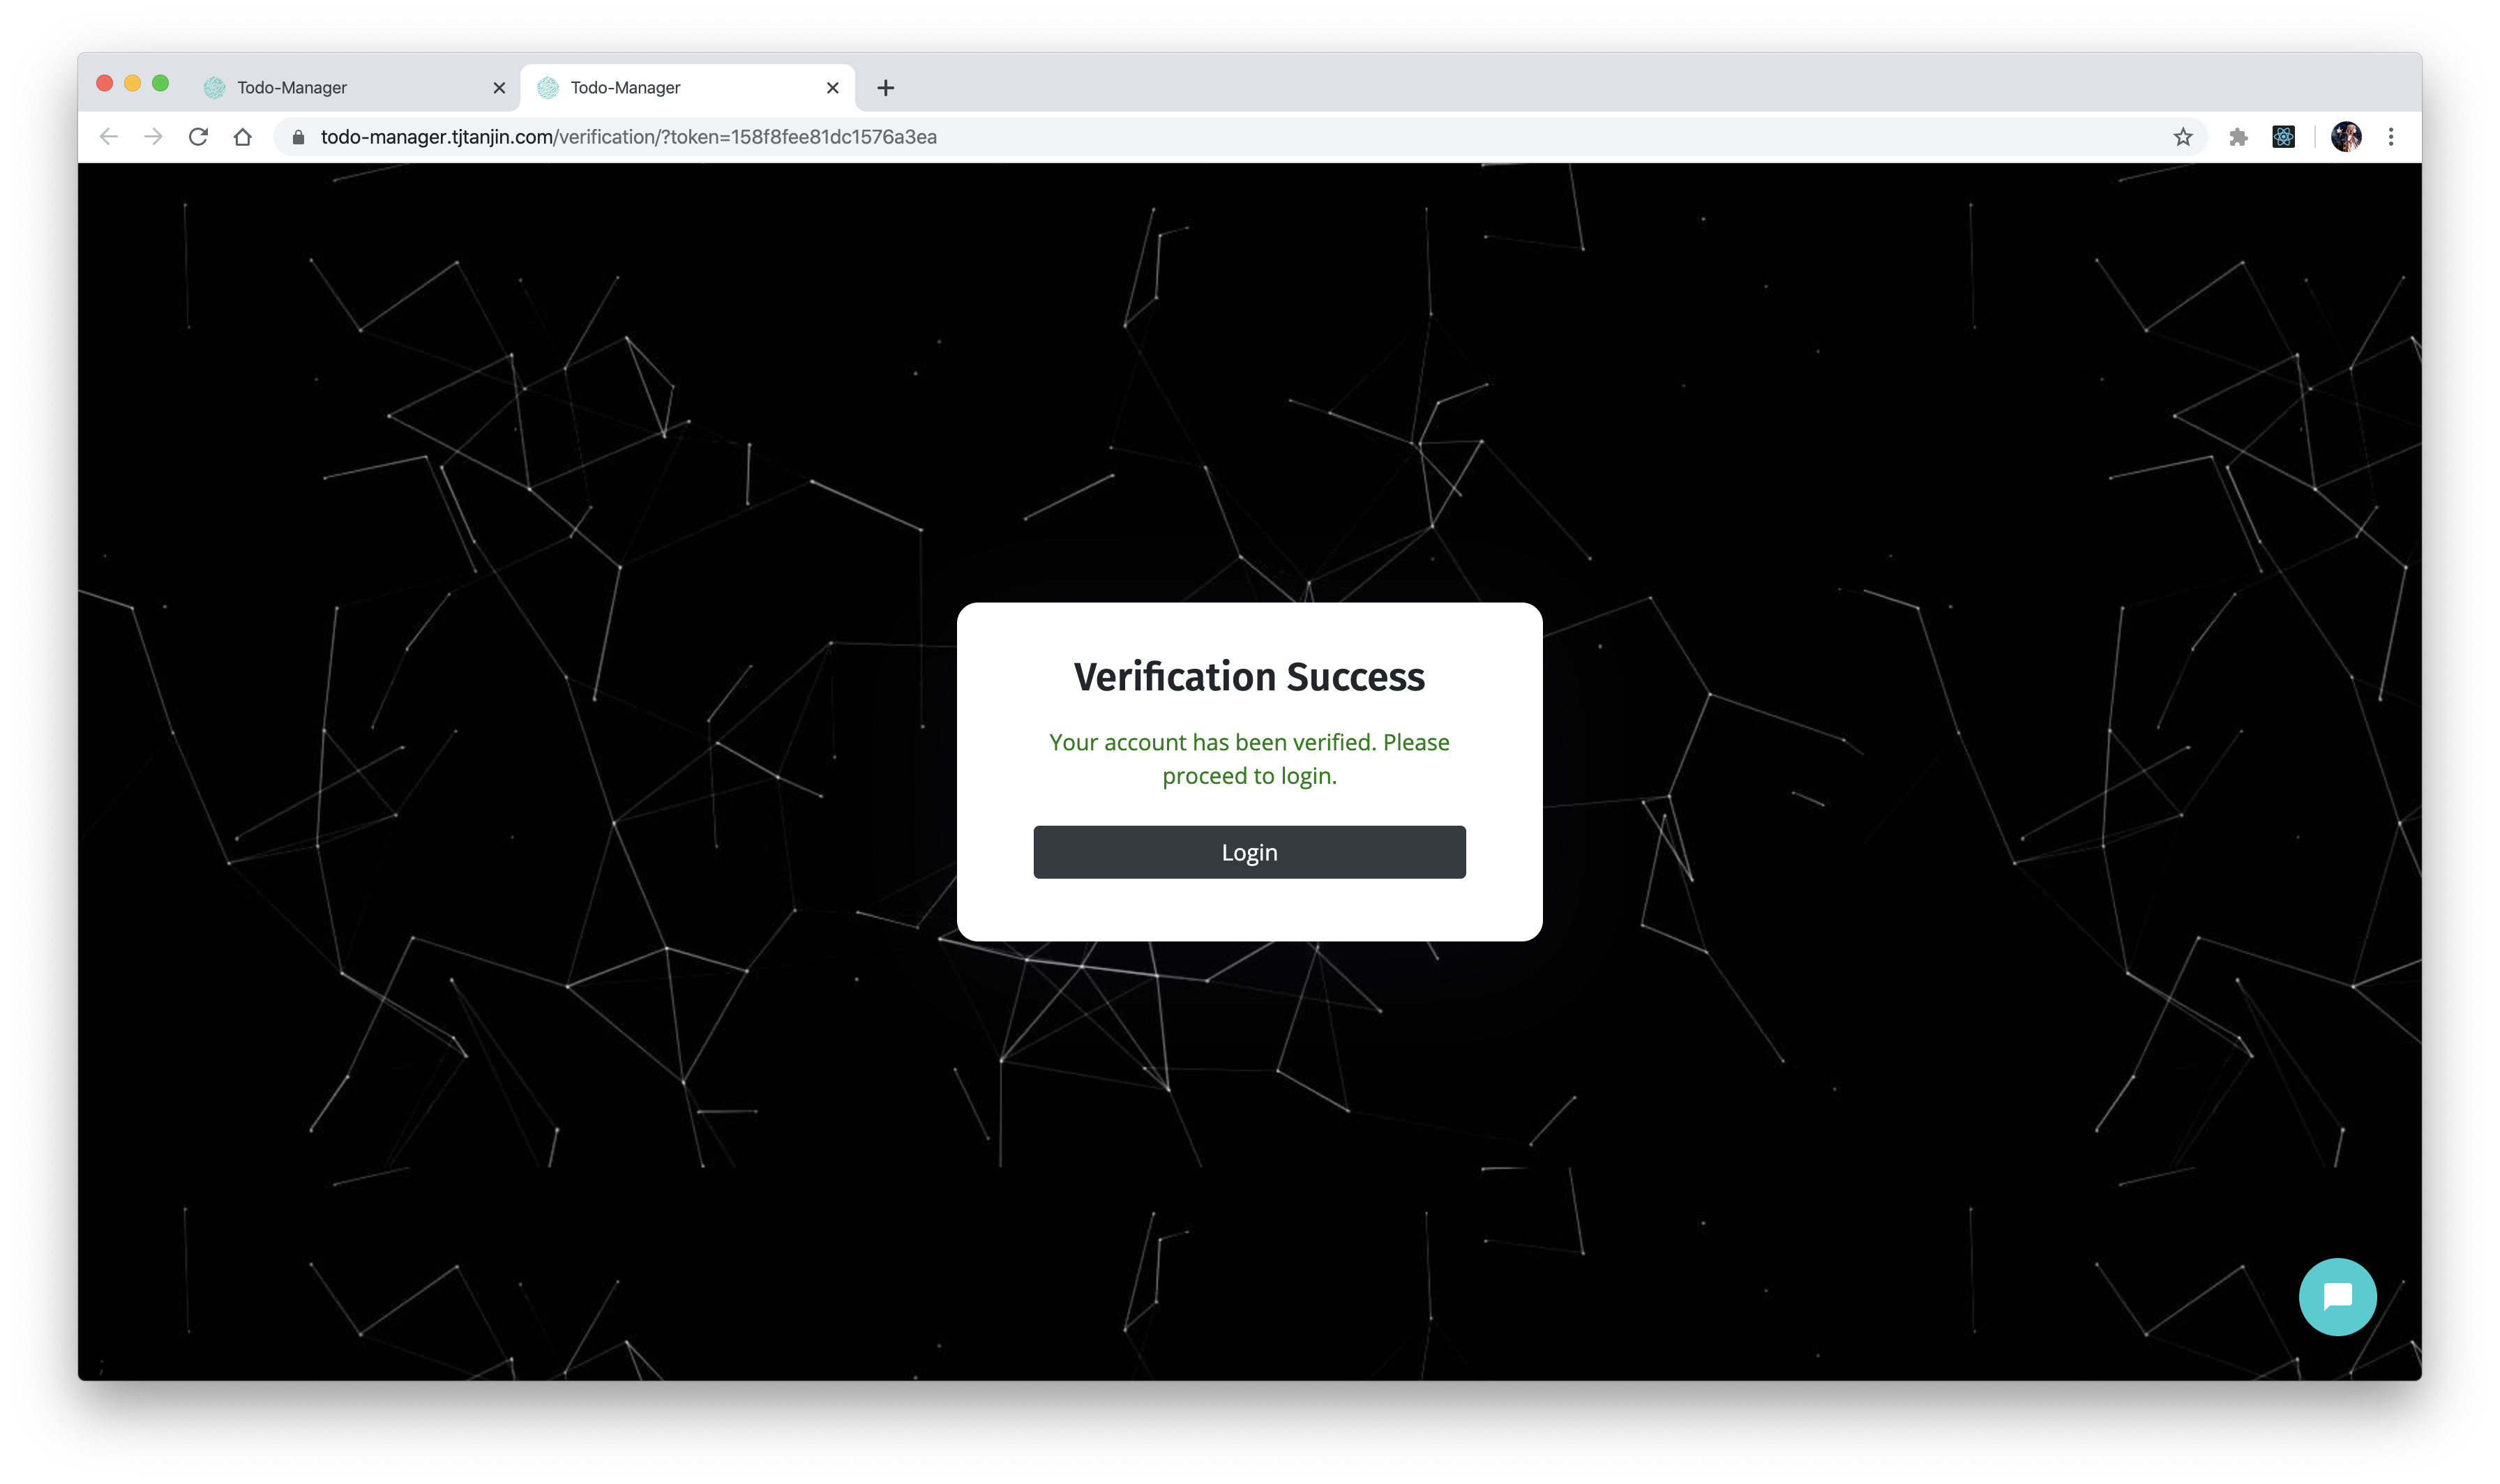 Todo-Manager
Todo-Manager
todo-manager.tjtanjin.com/verification/?token=158f8fee81dc1576a3ea
Verification Success
Your account has been verified. Please
proceed to login.
Login